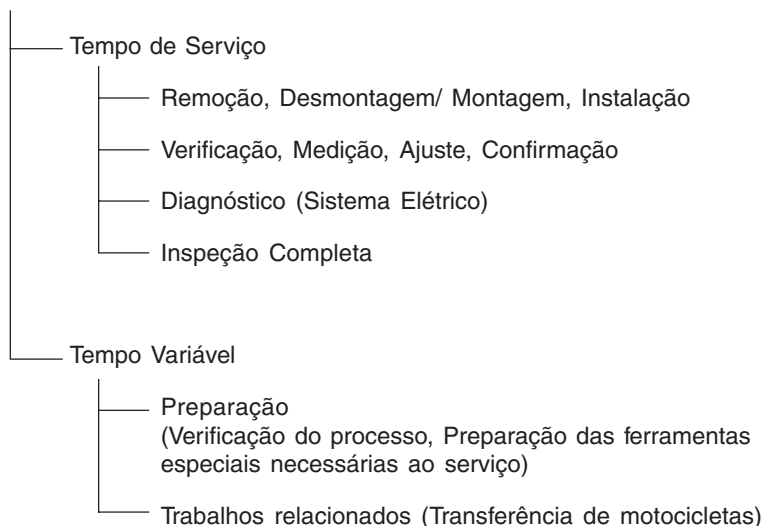 Tempo de Serviço
Remoção, Desmontagem/ Montagem, Instalação
Verificação, Medição, Ajuste, Confirmação
Diagnóstico (Sistema Elétrico)
Inspeção Completa
Tempo Variável
Preparação
(Verificação do processo, Preparação das ferramentas
especiais necessárias ao serviço)
Trabalhos relacionados (Transferência de motocicletas)